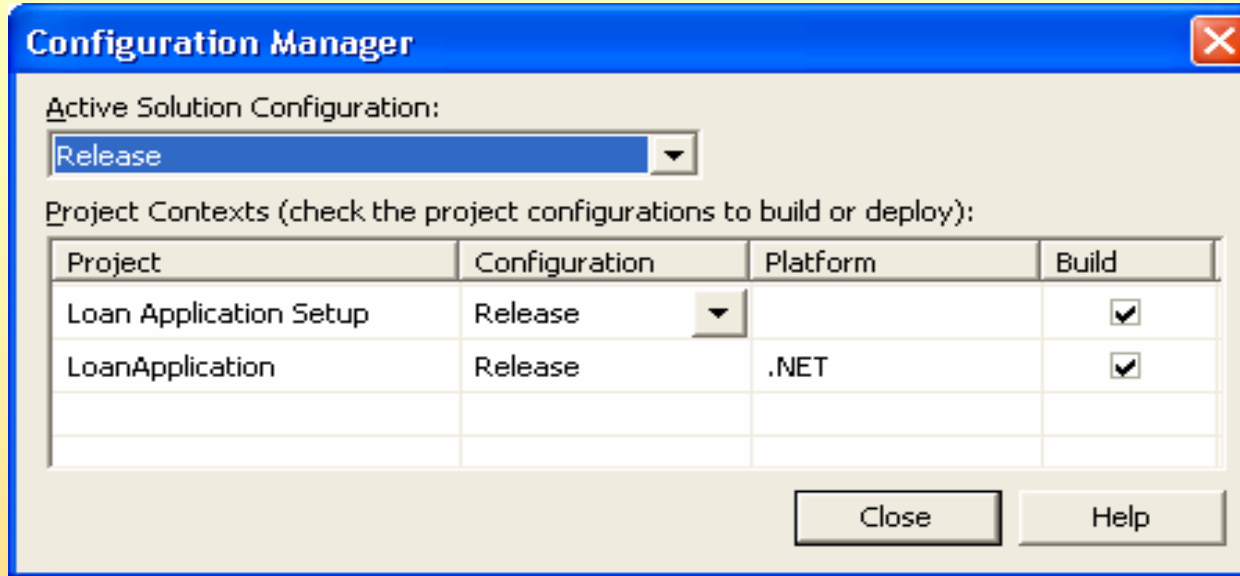 Configuration Manager
Active Solution Configuration:
Release
Project Contexts (check the project configurations to build or deploy):
Project Configuration Platform Build
Loan Application Setup Release
LoanApplication Release .NET
Close Help